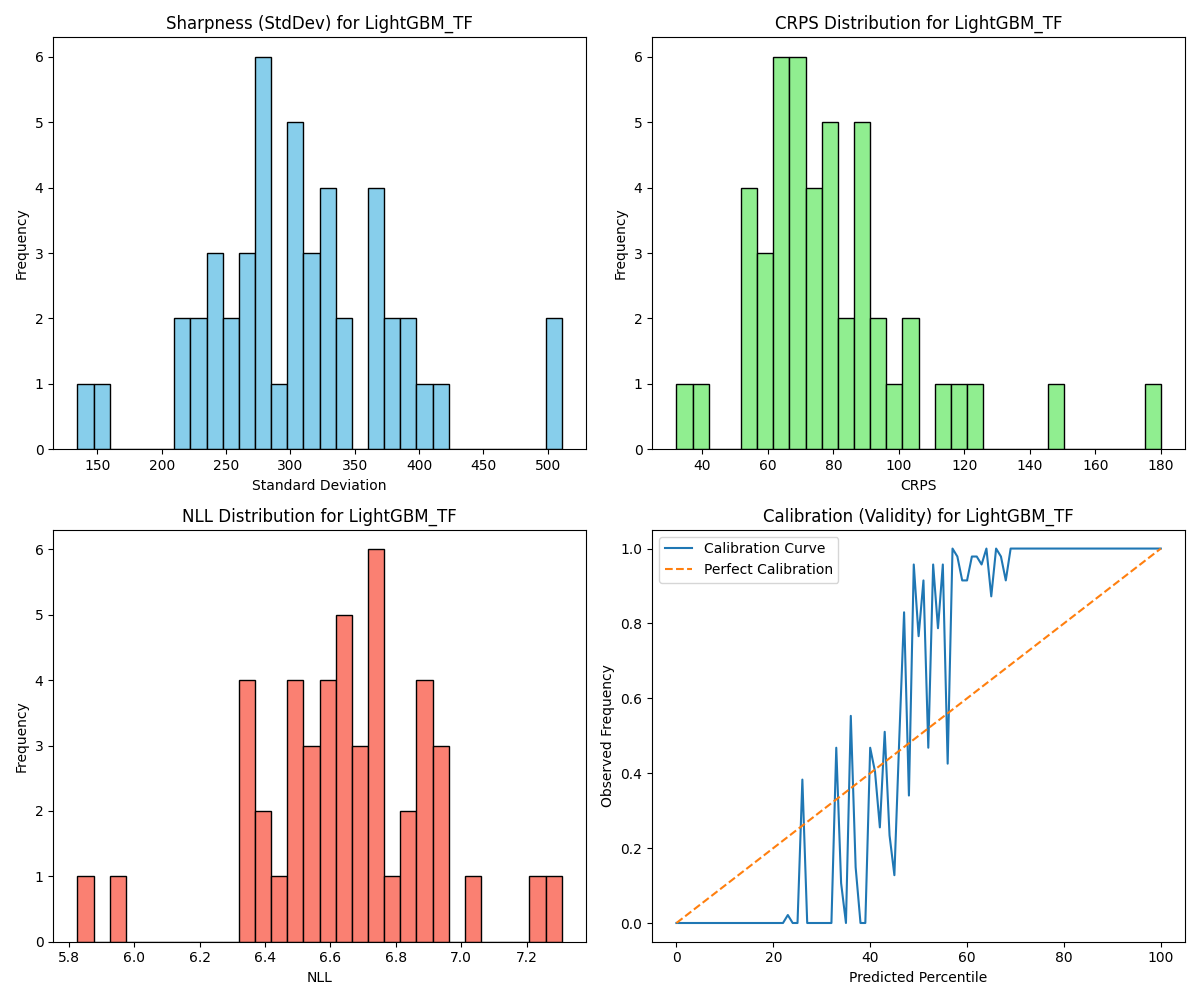 Sharpness (StdDev) for LightGBM_TF
Frequency
6
5
4
3
2
1
0
150 200 250 300 350 400 450 500
Standard Deviation
CRPS Distribution for LightGBM_TF
Frequency
6
5
4
3
2
1
0
40 60 80 100 120 140 160 180
CRPS
NLL Distribution for LightGBM_TF
Frequency
6
5
4
3
2
1
0
5.8 6.0 6.2 6.4 6.6 6.8 7.0 7.2
NLL
Calibration (Validity) for LightGBM_TF
Calibration Curve
Perfect Calibration
Observed Frequency
1.0
0.8
0.6
0.4
0.2
0.0
0 20 40 60 80 100
Predicted Percentile